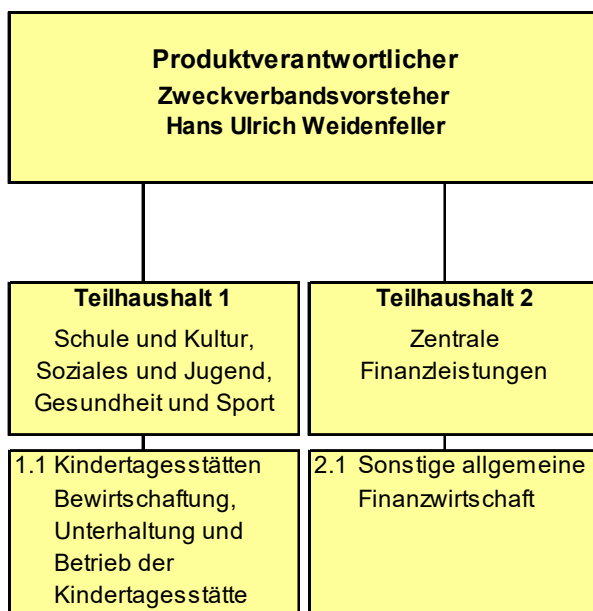 Produktverantwortlicher
Zweckverbandsvorsteher
Hans Ulrich Weidenfeller
Teilhaushalt 1
Schule und Kultur,
Soziales und Jugend,
Gesundheit und Sport
Teilhaushalt 2
Zentrale
Finanzleistungen
1.1 Kindertagesstätten
Bewirtschaftung,
Unterhaltung und
Betrieb der
Kindertagesstätte
2.1 Sonstige allgemeine
Finanzwirtschaft